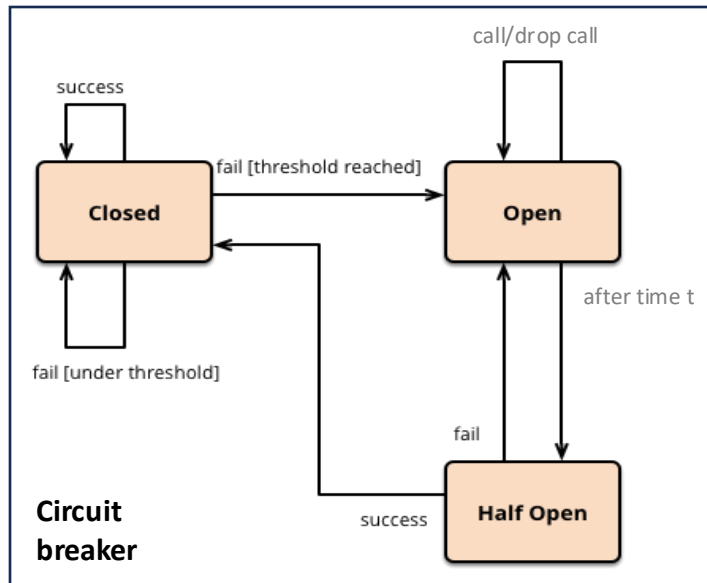 call/drop call
success
fail [threshold reached]
Closed
Open
after time t
fail [under threshold]
fail
Half Open
success
Circuit
breaker